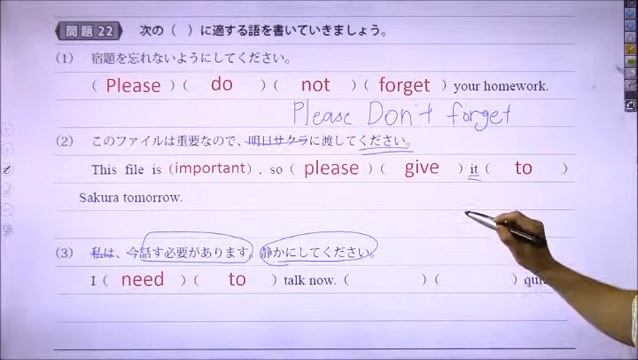 問題 22 次の（ ）に適する語を書いていきましょう。
(1) 宿題を忘れないようにしてください。
( Please ) ( do ) ( not ) ( forget ) your homework.
Please Don't forget
(2) このファイルは重要なので、明日サクラに渡してください。
This file is (important), so ( please ) ( give ) it ( to )
Sakura tomorrow.
(3) 私は、今話す必要があります。静かにしてください。
I ( need ) ( to ) talk now. ( ) ( )